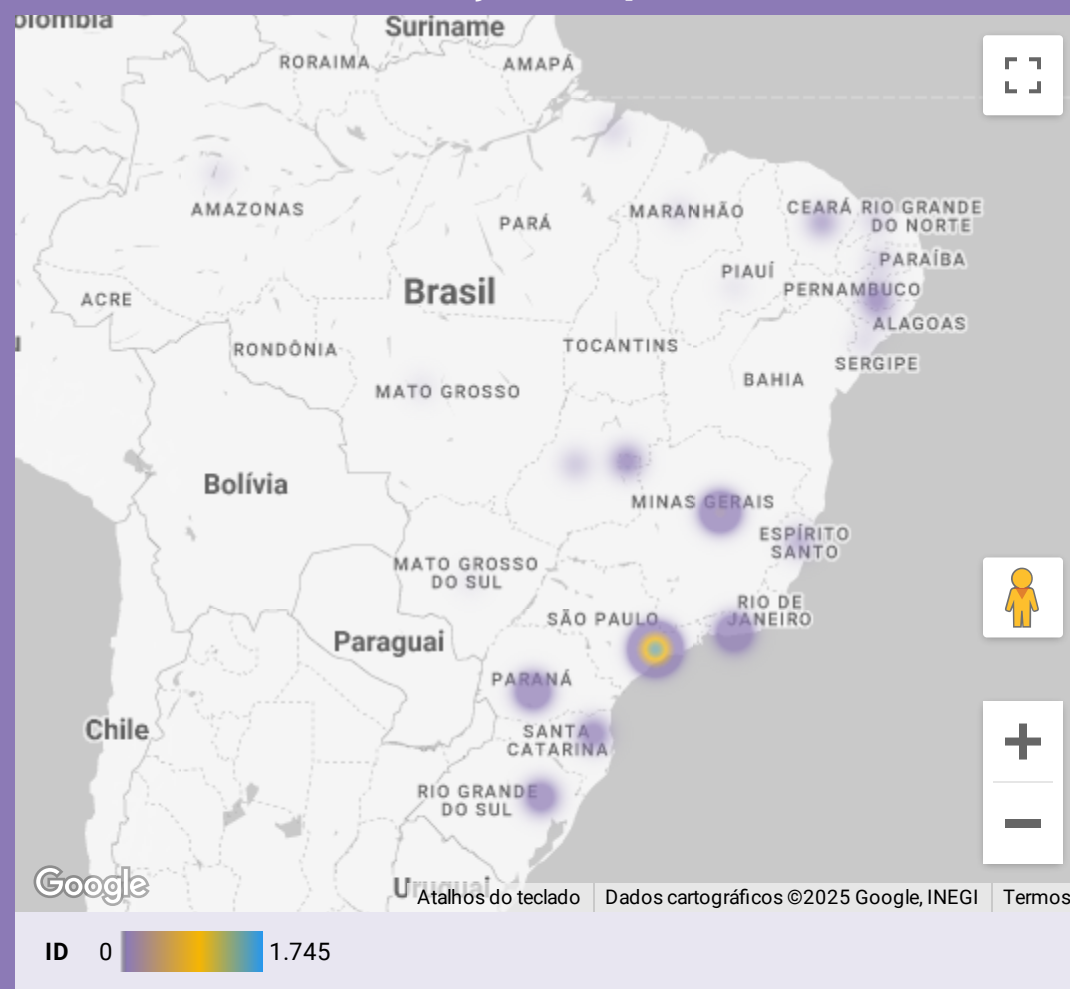 Suriname
RORAIMA
AMAPÁ
AMAZONAS
PARÁ
MARANHÃO
CEARÁ
RIO GRANDE
DO NORTE
PARAÍBA
PIAUÍ
PERNAMBUCO
Brasil
ACRE
ALAGOAS
RONDÔNIA
TOCANTINS
SERGIPE
BAHIA
MATO GROSSO
Bolívia
MINAS GERAIS
ESPÍRITO
SANTO
MATO GROSSO
DO SUL
RIO DE
JANEIRO
SÃO PAULO
Paraguai
PARANÁ
Chile
SANTA
CATARINA
RIO GRANDE
DO SUL
Google
Uruguai
Atalhos do teclado
Dados cartográficos ©2025 Google, INEGI
Termos
ID 0 1.745